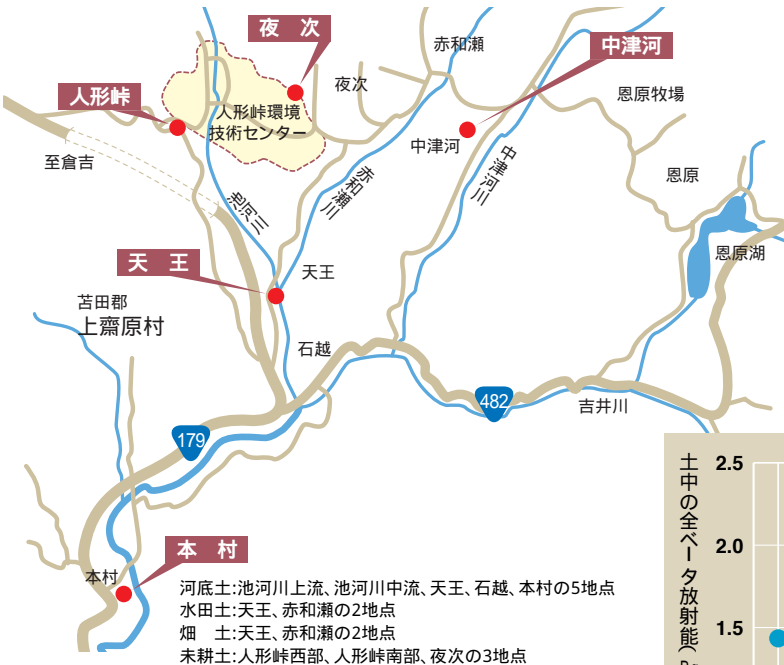 夜 次
赤和瀬
中津河
人形峠
夜次
恩原牧場
人形峠環境
技術センター
中津河
至倉吉
恩原
池河川
赤和瀬川
中津河川
天 王
天王
恩原湖
苫田郡
上齋原村
石越
482
吉井川
179
本 村
本村
河底土:池河川上流、池河川中流、天王、石越、本村の5地点
水田土:天王、赤和瀬の2地点
畑 土:天王、赤和瀬の2地点
未耕土:人形峠西部、人形峠南部、夜次の3地点
土中の全ベータ放射能(
2.5
2.0
1.5